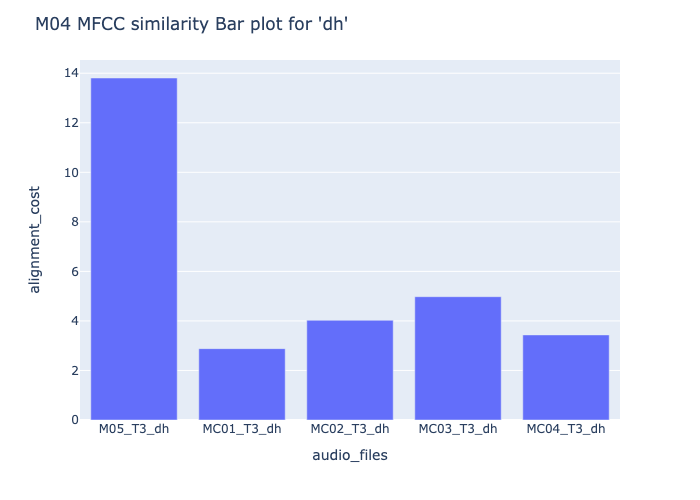 M04 MFCC similarity Bar plot for 'dh'
14
12
10
8
6
4
2
0
alignment_cost
M05_T3_dh MC01_T3_dh MC02_T3_dh MC03_T3_dh MC04_T3_dh
audio_files